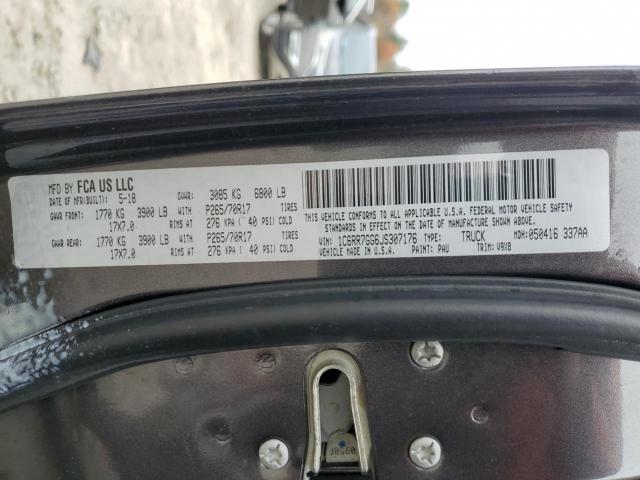 MFD BY FCA US LLC
DATE OF MFR(BUILT): 5-18 GVWR: 3085 KG 6800 LB
GAWR FRONT: 1770 KG 3900 LB WITH P265/70R17 TIRES
17X7.0 RIMS AT 276 KPA ( 40 PSI) COLD
GAWR REAR: 1770 KG 3900 LB WITH P265/70R17 TIRES
17X7.0 RIMS AT 276 KPA ( 40 PSI) COLD
THIS VEHICLE CONFORMS TO ALL APPLICABLE U.S.A. FEDERAL MOTOR VEHICLE SAFETY
STANDARDS IN EFFECT ON THE DATE OF MANUFACTURE SHOWN ABOVE.
VIN: 1C6RR7GG6JS307176 TYPE: TRUCK MDH:050416 337AA
VEHICLE MADE IN U.S.A. PAINT: PAU TRIM: V9X8
0950F